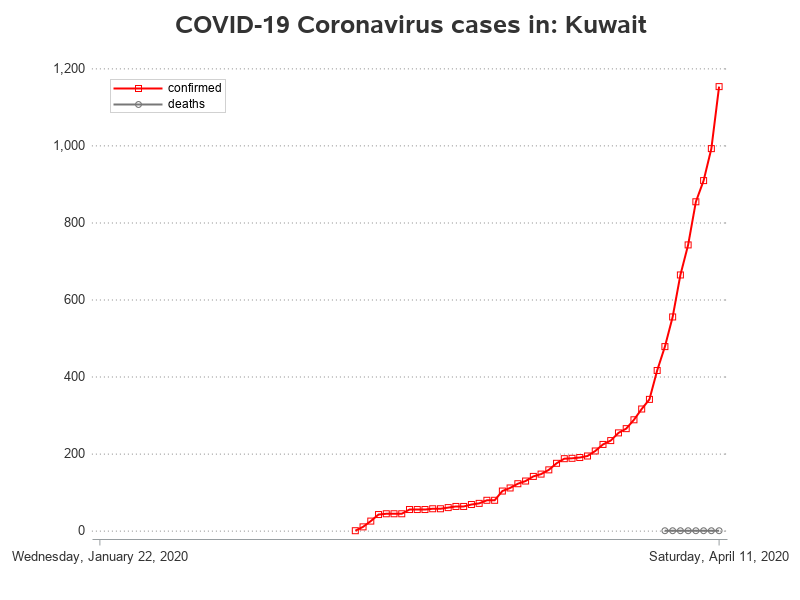 COVID-19 Coronavirus cases in: Kuwait
1,200
confirmed
deaths
1,000
800
600
400
200
0
Wednesday, January 22, 2020
Saturday, April 11, 2020